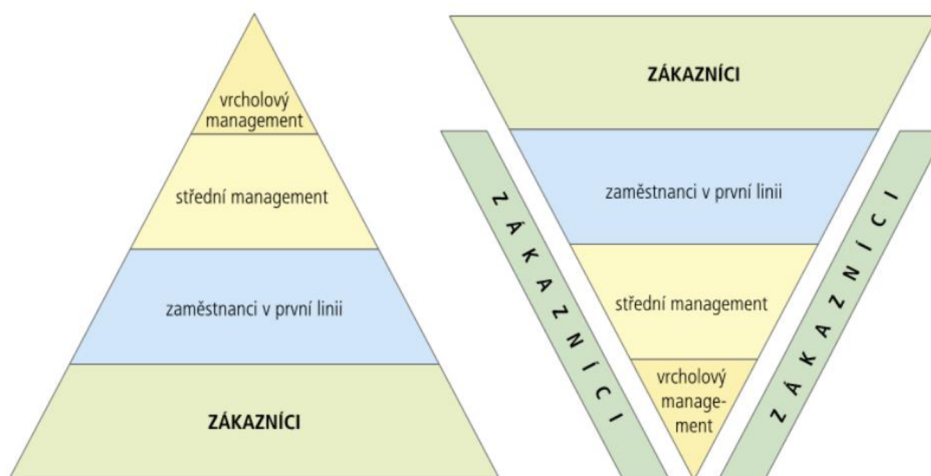 vrcholový
management
střední management
zaměstnanci v první linii
ZÁKAZNÍCI
ZÁKAZNÍCI
zaměstnanci v první linii
střední management
vrcholový
manage-
ment
ZÁKAZNÍCI
ZÁKAZNÍCI